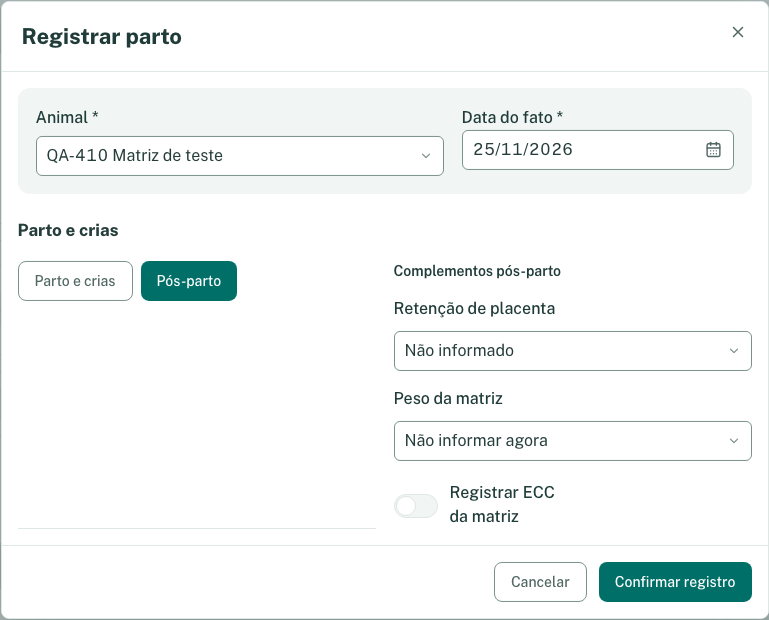 Registrar parto
Animal *
Data do fato *
QA-410 Matriz de teste
25/11/2026
Parto e crias
Parto e crias
Pós-parto
Complementos pós-parto
Retenção de placenta
Não informado
Peso da matriz
Não informar agora
Registrar ECC
da matriz
Cancelar
Confirmar registro